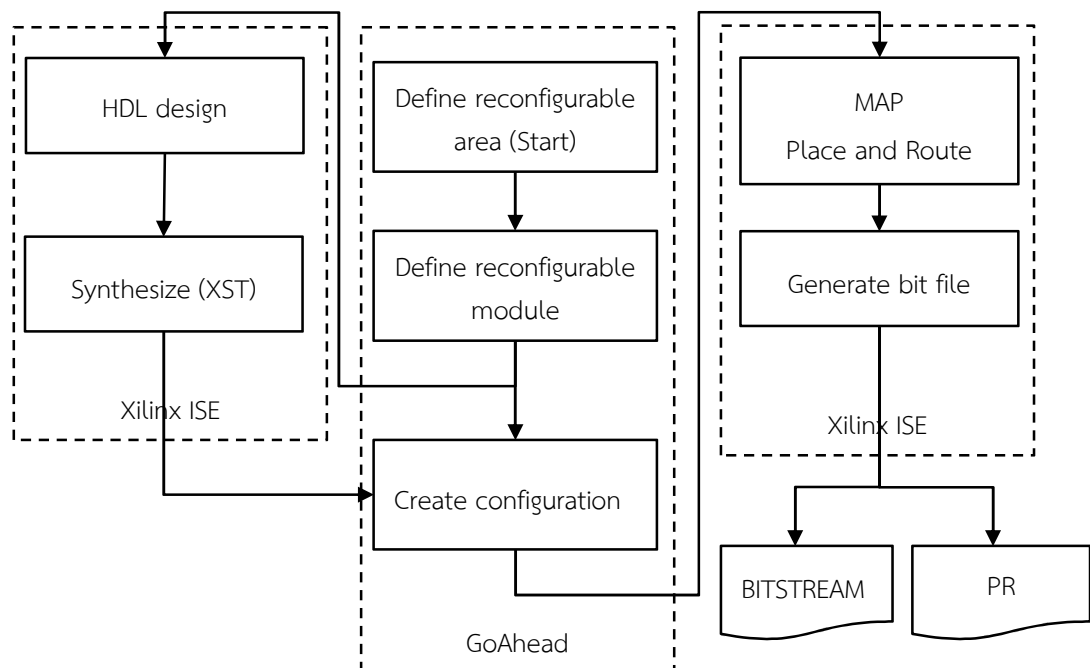 HDL design
Synthesize (XST)
Xilinx ISE
Define reconfigurable
area (Start)
Define reconfigurable
module
Create configuration
GoAhead
MAP
Place and Route
Generate bit file
Xilinx ISE
BITSTREAM
PR